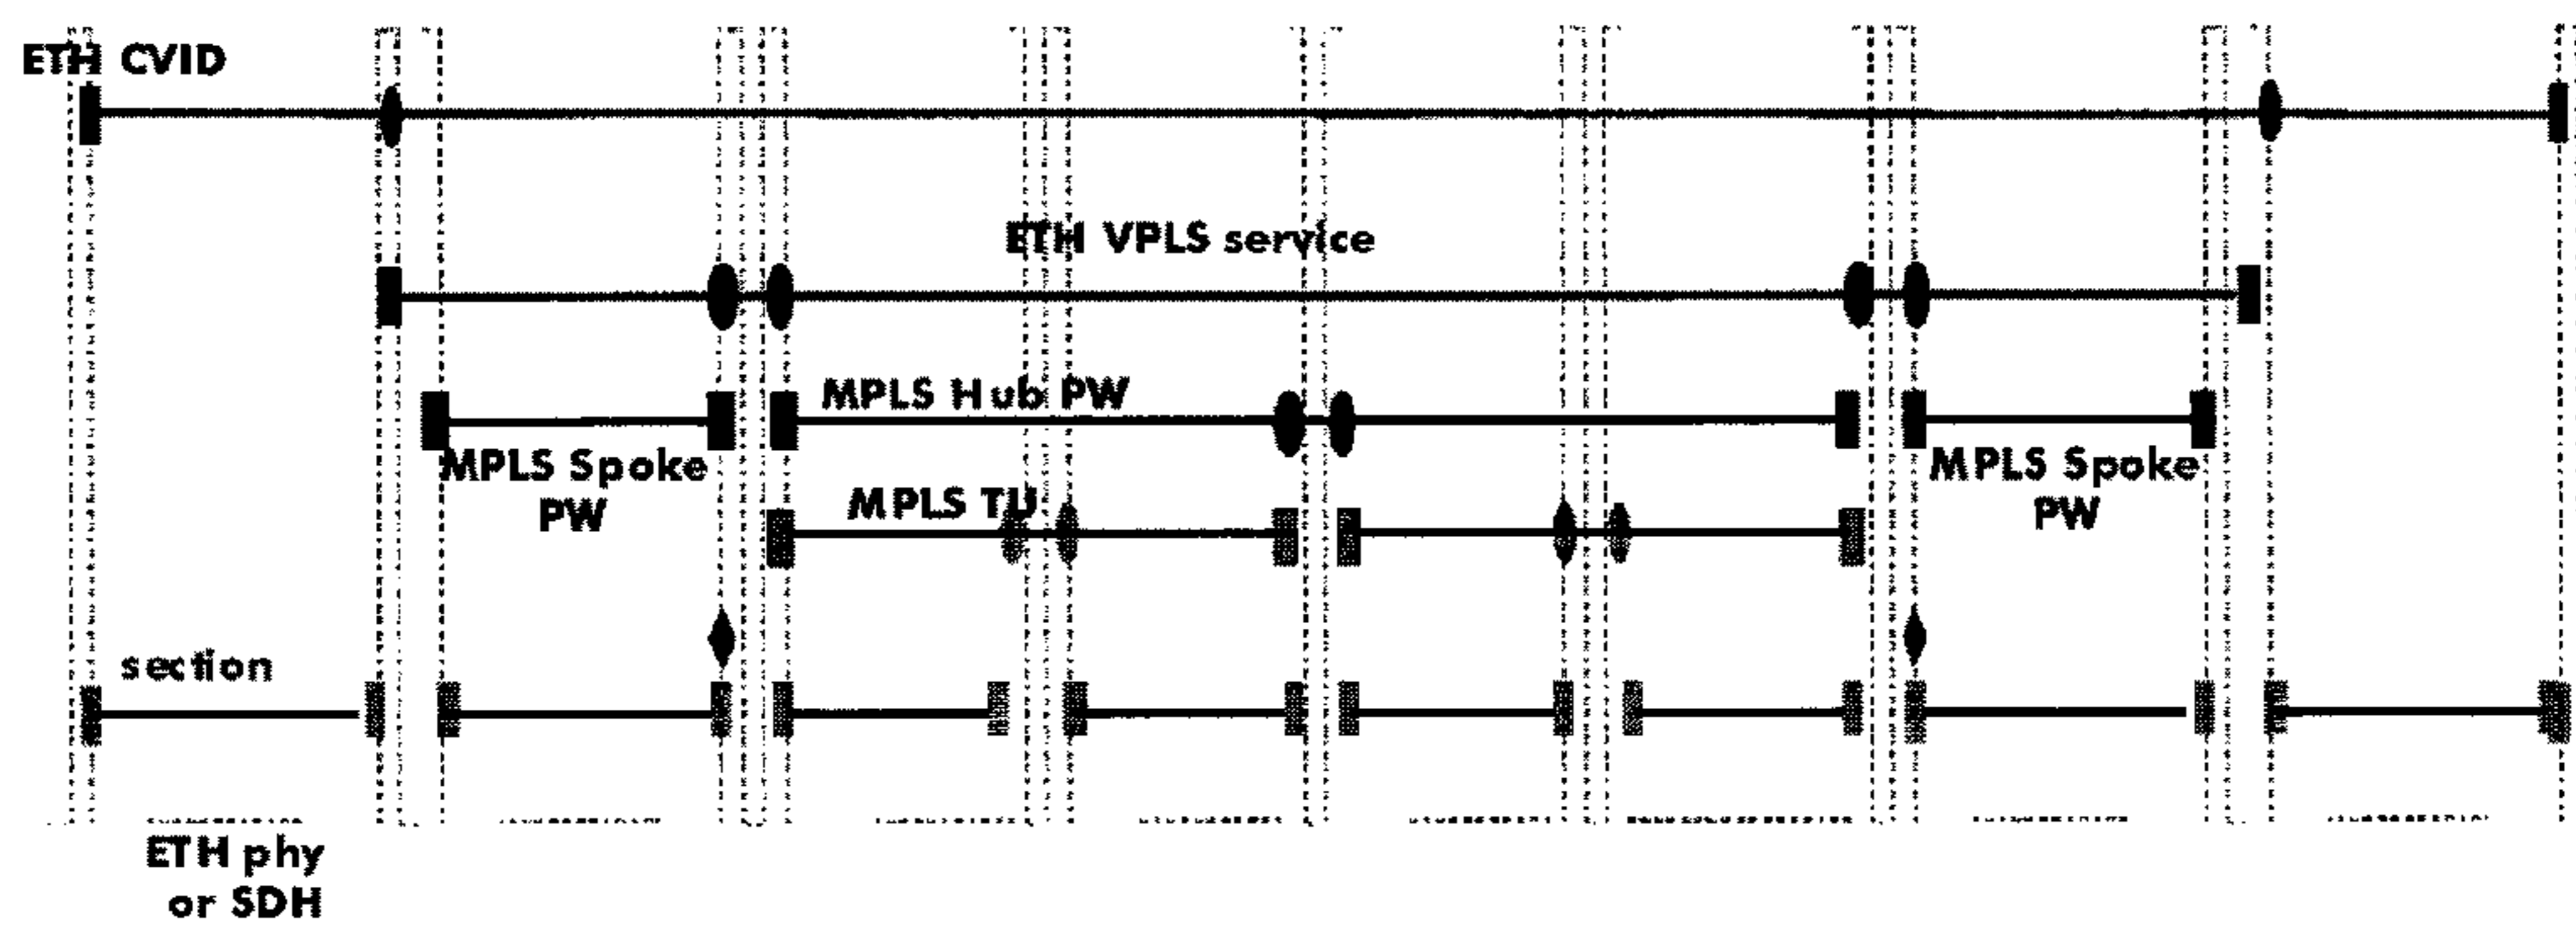 ETH CVID
ETH VPLS service
MPLS Hub PW
MPLS Spoke
PW
MPLS Spoke
PW
MPLS TU
section
ETH phy
or SDH